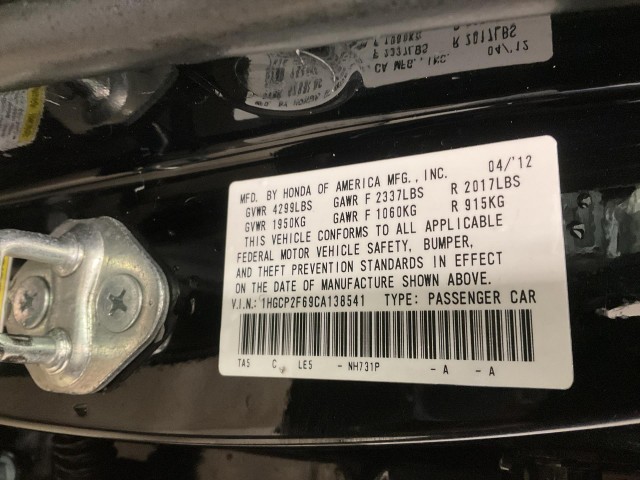 MFD. BY HONDA OF AMERICA MFG., INC. 04/'12
GVWR 4299LBS GAWR F 2337LBS R 2017LBS
GVWR 1950KG GAWR F 1060KG R 915KG
THIS VEHICLE CONFORMS TO ALL APPLICABLE
FEDERAL MOTOR VEHICLE SAFETY, BUMPER,
AND THEFT PREVENTION STANDARDS IN EFFECT
ON THE DATE OF MANUFACTURE SHOWN ABOVE.
V.I.N.: 1HGCP2F69CA138541 TYPE: PASSENGER CAR
TA5 C LE5 - NH731P - A - A